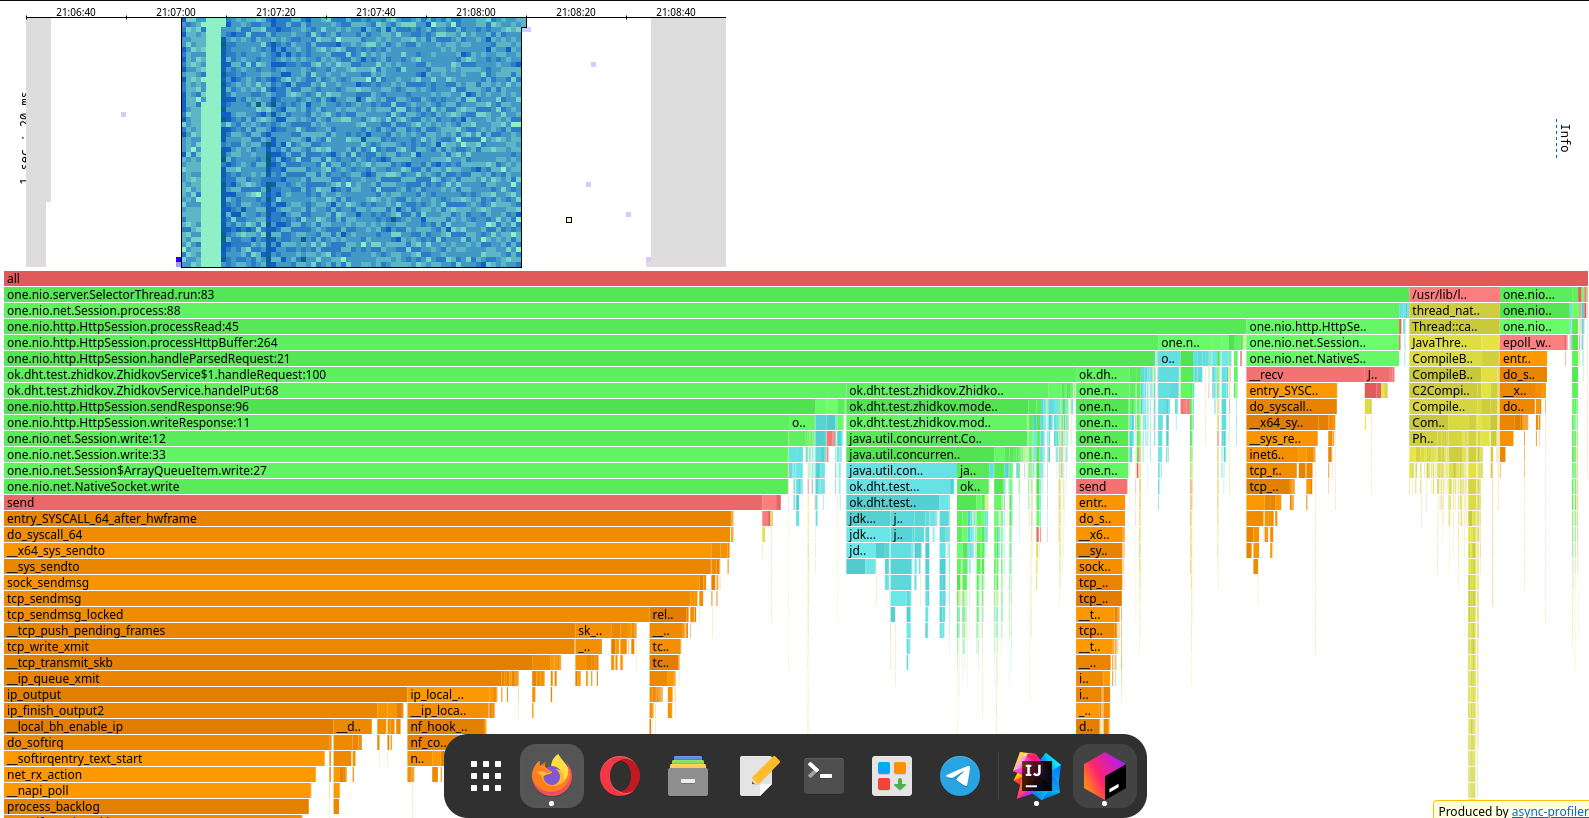 21:06:40 21:07:00 21:07:20 21:07:40 21:08:00 21:08:20 21:08:40
Info
all
one.nio.server.SelectorThread.run:83 /usr/lib/l.. one.nio...
one.nio.net.Session.process:88 thread_nat.. one.nio..
one.nio.http.HttpSession.processRead:45 one.nio.http.HttpSe.. Thread::ca.. one.nio..
one.nio.http.HttpSession.processHttpBuffer:264 one.n.. one.nio.net.Session.. JavaThre.. epoll_w..
one.nio.http.HttpSession.handleParsedRequest:21 o.. one.nio.net.NativeS.. CompileB.. entr..
ok.dht.test.zhidkov.ZhidkovService$1.handleRequest:100 ok.dh.. __recv J.. CompileB.. do_s..
ok.dht.test.zhidkov.ZhidkovService.handelPut:68 ok.dht.test.zhidkov.Zhidko.. one.n.. entry_SYSC.. C2Compi.. __x..
one.nio.http.HttpSession.sendResponse:96 ok.dht.test.zhidkov.mode.. one.n.. do_syscall.. Compile.. do..
one.nio.http.HttpSession.writeResponse:11 o.. ok.dht.test.zhidkov.mod.. one.n.. __x64_sy.. Com..
one.nio.net.Session.write:12 java.util.concurrent.Co.. one.n.. __sys_re.. Ph..
one.nio.net.Session.write:33 java.util.concurren.. one.n.. inet6..
one.nio.net.Session$ArrayQueueItem.write:27 java.util.con.. ja.. one.n.. tcp_r..
one.nio.net.NativeSocket.write ok.dht.test... ok.. send tcp_..
send ok.dht.test.. entr..
entry_SYSCALL_64_after_hwframe jdk... j.. do_s..
do_syscall_64 jdk... j.. __x6..
__x64_sys_sendto jd.. __sy..
__sys_sendto sock..
sock_sendmsg tcp_..
tcp_sendmsg tcp_..
tcp_sendmsg_locked rel.. __t..
__tcp_push_pending_frames sk_.. __.. tcp..
tcp_write_xmit _.. tc.. __t..
__tcp_transmit_skb tc.. __..
__ip_queue_xmit i..
ip_output ip_local_.. i..
ip_finish_output2 __ip_loca.. _..
__local_bh_enable_ip __d.. nf_hook_.. d..
do_softirq nf_co..
__softirqentry_text_start n..
net_rx_action
__napi_poll
process_backlog
IJ
Produced by async-profiler